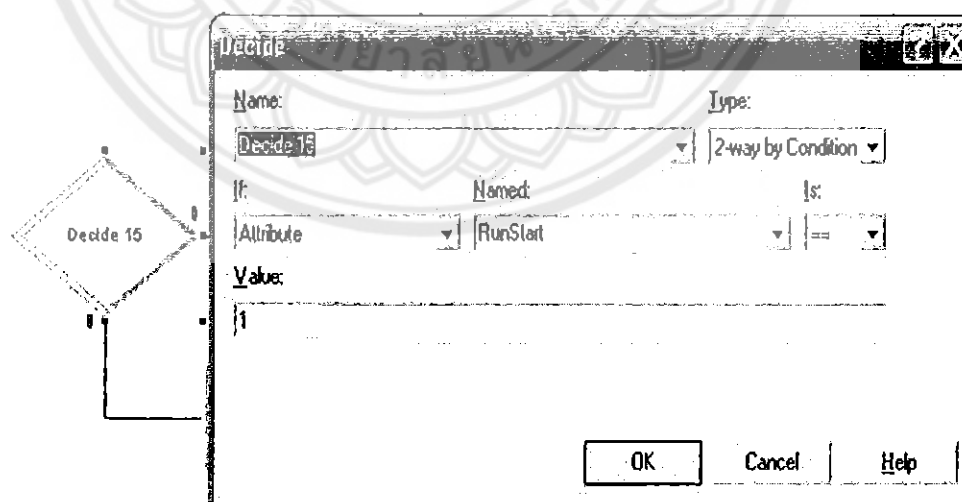 Decide
Name: Type:
Decide 15 2-way by Condition
If: Named: Is:
Attribute RunStart ==
Decide 15
Value:
1
OK Cancel Help